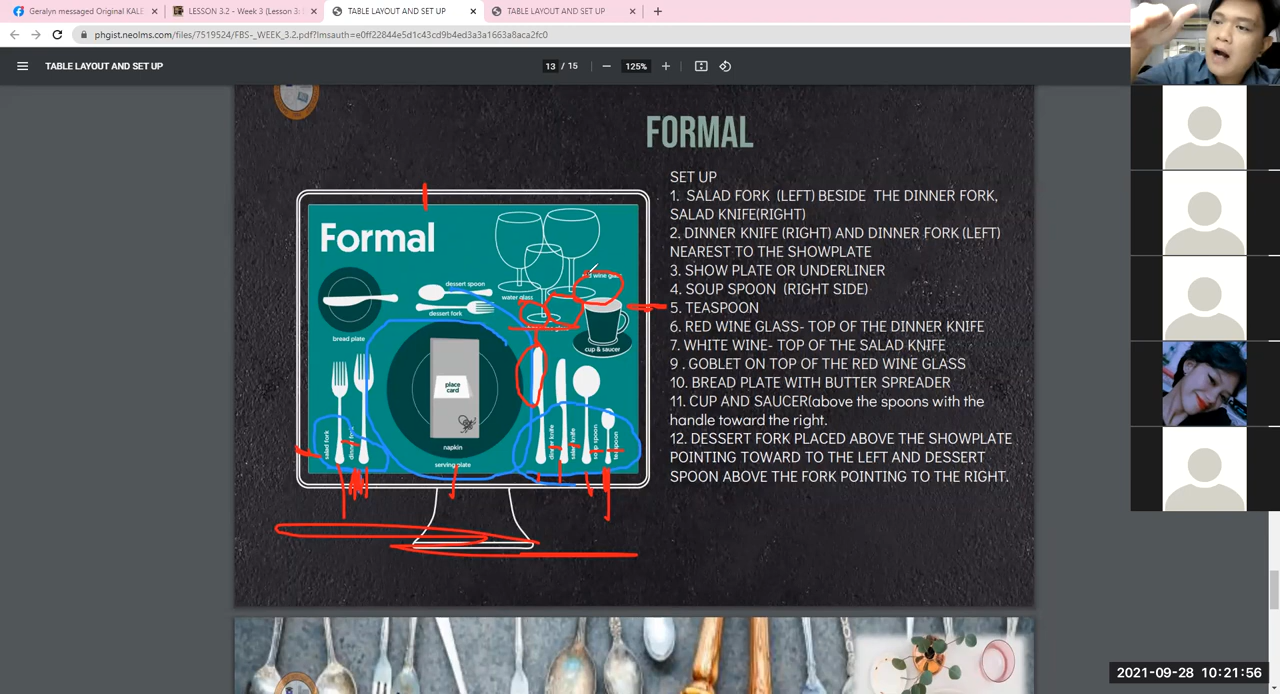 Geralyn messaged Original KALE
LESSON 3.2 - Week 3 (Lesson 3:
TABLE LAYOUT AND SET UP
TABLE LAYOUT AND SET UP
phgist.neolms.com/files/7519524/FBS-_WEEK_3.2.pdf?lmsauth=e0ff22844e5d1c43cd9b4ed3a3a1663a8aca2fc0
TABLE LAYOUT AND SET UP
13 / 15
125%
FORMAL
SET UP
1. SALAD FORK (LEFT) BESIDE THE DINNER FORK,
SALAD KNIFE(RIGHT)
2. DINNER KNIFE (RIGHT) AND DINNER FORK (LEFT)
NEAREST TO THE SHOWPLATE
3. SHOW PLATE OR UNDERLINER
4. SOUP SPOON (RIGHT SIDE)
5. TEASPOON
6. RED WINE GLASS- TOP OF THE DINNER KNIFE
7. WHITE WINE- TOP OF THE SALAD KNIFE
9 . GOBLET ON TOP OF THE RED WINE GLASS
10. BREAD PLATE WITH BUTTER SPREADER
11. CUP AND SAUCER(above the spoons with the
handle toward the right.
12. DESSERT FORK PLACED ABOVE THE SHOWPLATE
POINTING TOWARD TO THE LEFT AND DESSERT
SPOON ABOVE THE FORK POINTING TO THE RIGHT.
Formal
dessert spoon
dessert fork
water glass
red wine glass
bread plate
cup & saucer
place
card
napkin
serving plate
salad fork
dinner knife
salad knife
soup spoon
teaspoon
2021-09-28 10:21:56